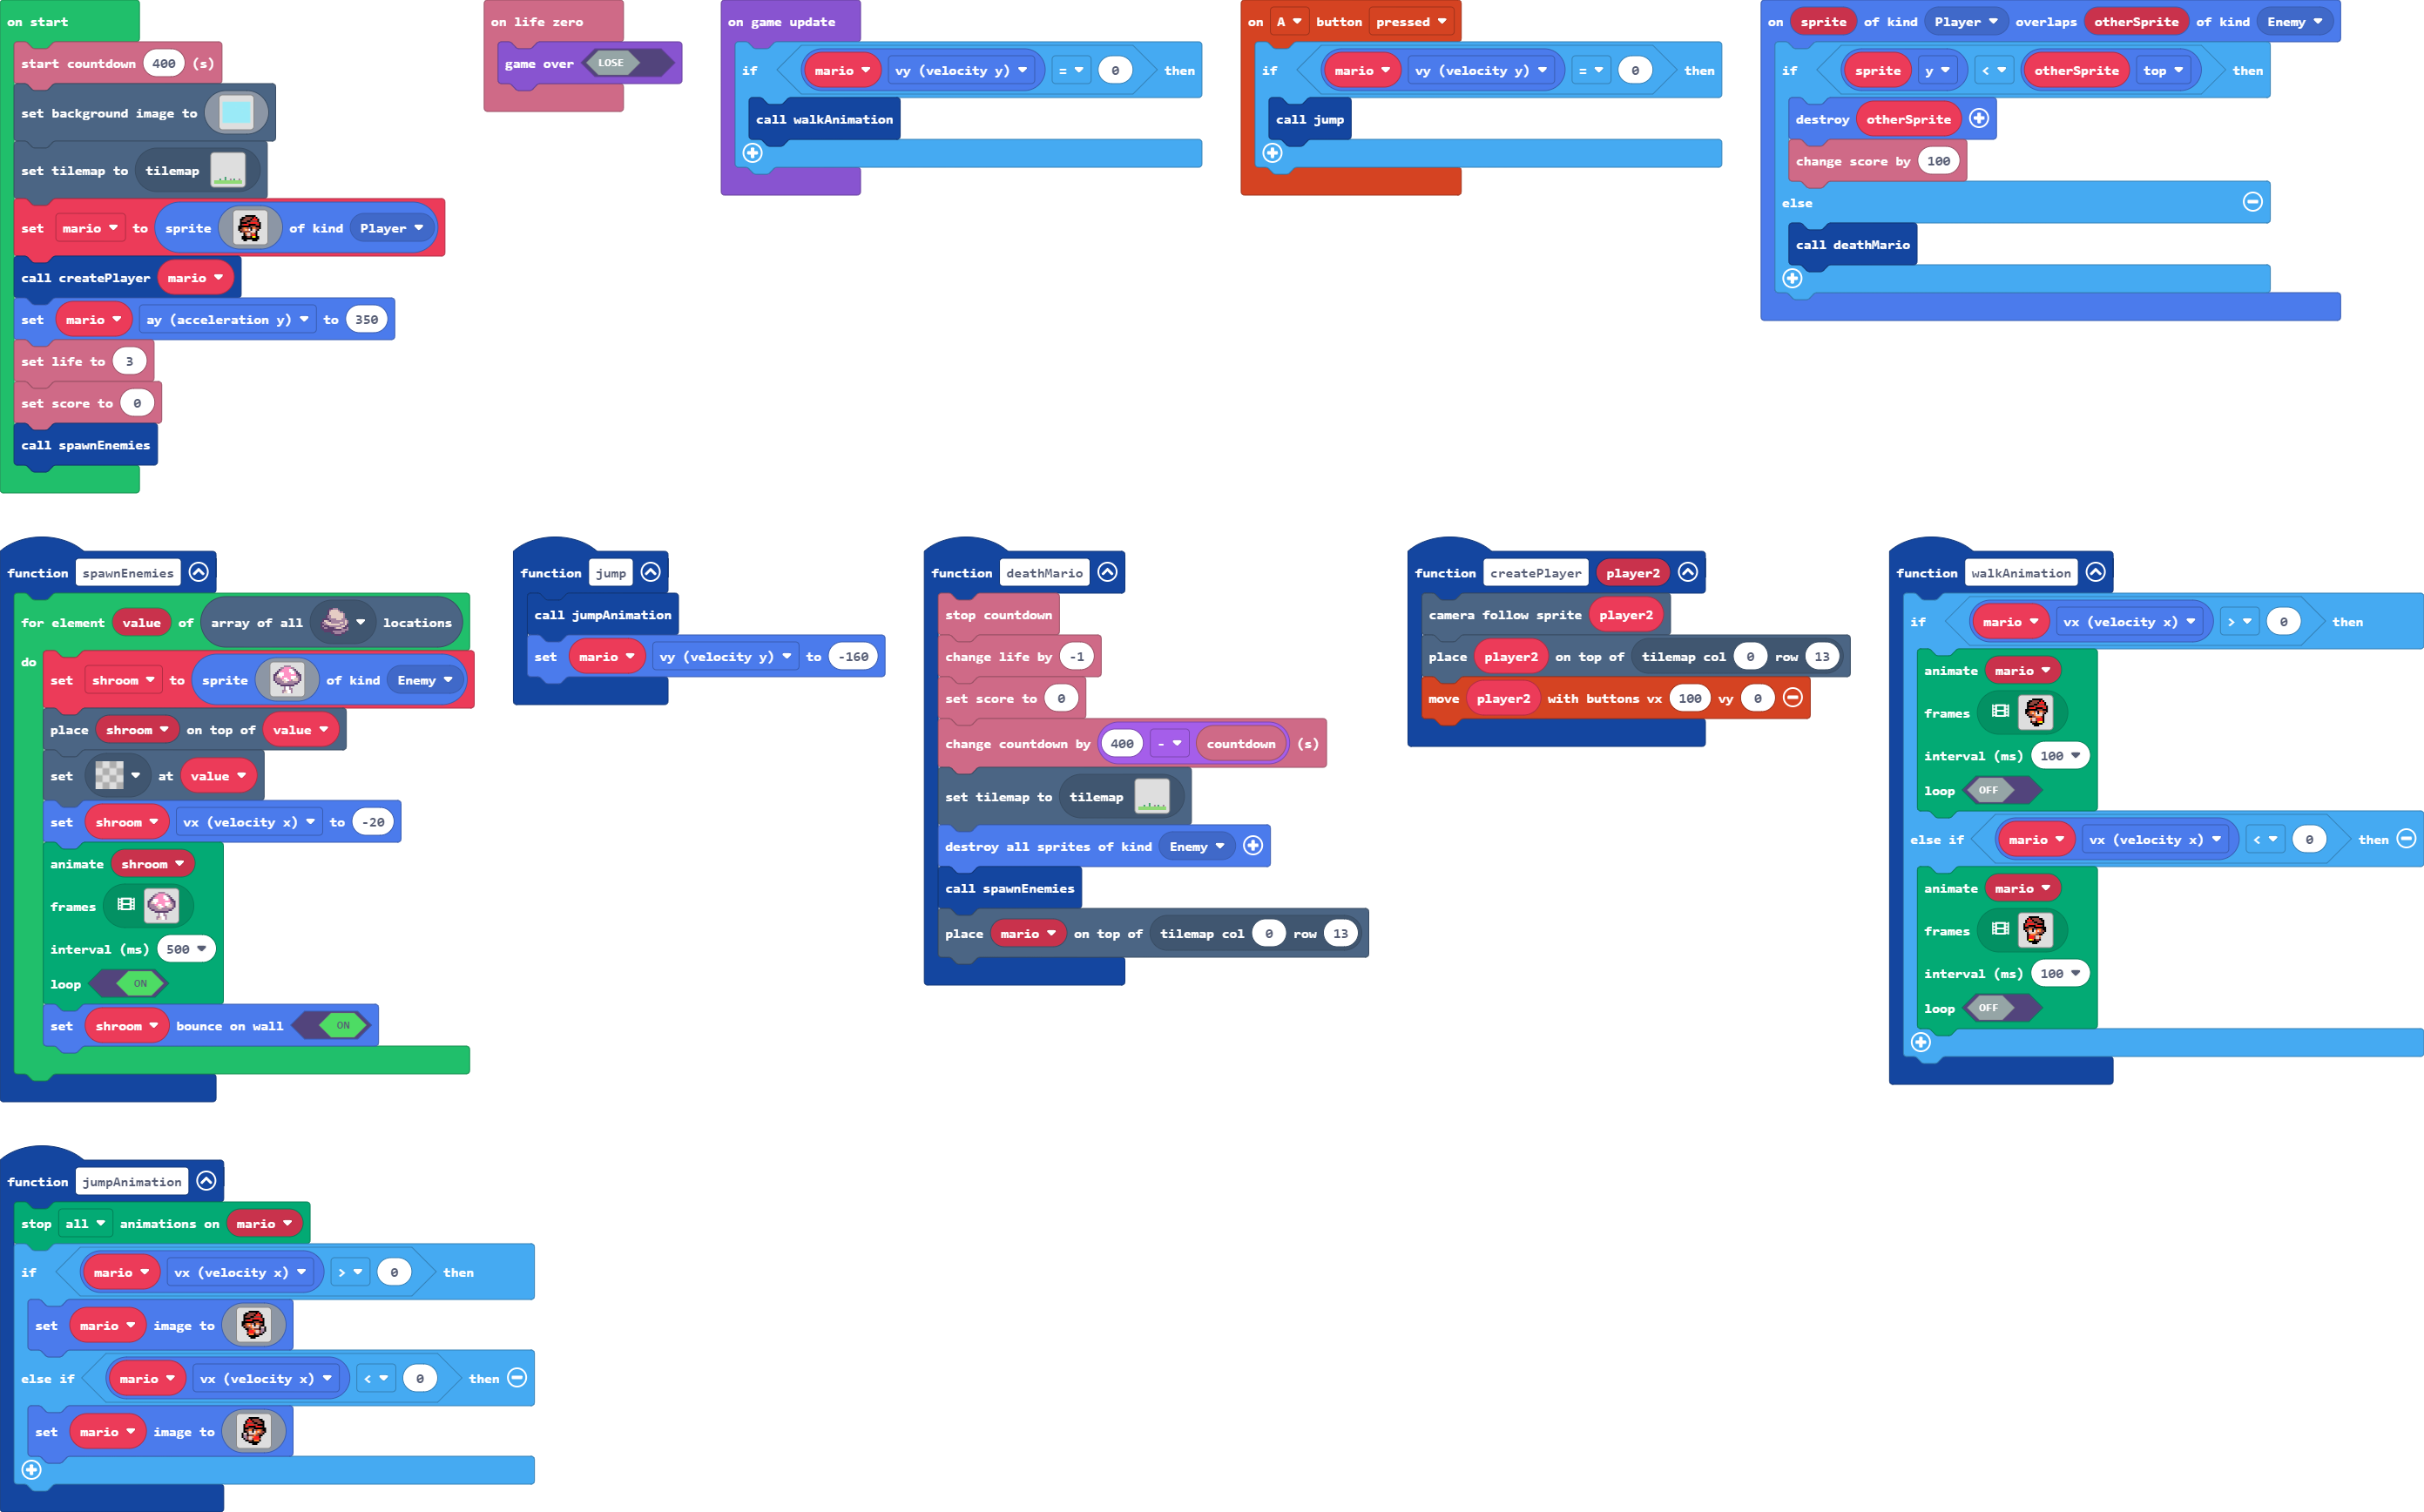 on start
start countdown 400 (s)
set background image to
set tilemap to tilemap
set mario to sprite of kind Player
call createPlayer mario
set mario ay (acceleration y) to 350
set life to 3
set score to 0
call spawnEnemies
on life zero
game over LOSE
on game update
if mario vy (velocity y) = 0 then
call walkAnimation
on A button pressed
if mario vy (velocity y) = 0 then
call jump
on sprite of kind Player overlaps otherSprite of kind Enemy
if sprite y < otherSprite top then
destroy otherSprite
change score by 100
else
call deathMario
function spawnEnemies
for element value of array of all locations
do
set shroom to sprite of kind Enemy
place shroom on top of value
set at value
set shroom vx (velocity x) to -20
animate shroom
frames
interval (ms) 500
loop ON
set shroom bounce on wall ON
function jump
call jumpAnimation
set mario vy (velocity y) to -160
function deathMario
stop countdown
change life by -1
set score to 0
change countdown by 400 - countdown (s)
set tilemap to tilemap
destroy all sprites of kind Enemy
call spawnEnemies
place mario on top of tilemap col 0 row 13
function createPlayer player2
camera follow sprite player2
place player2 on top of tilemap col 0 row 13
move player2 with buttons vx 100 vy 0
function walkAnimation
if mario vx (velocity x) > 0 then
animate mario
frames
interval (ms) 100
loop OFF
else if mario vx (velocity x) < 0 then
animate mario
frames
interval (ms) 100
loop OFF
function jumpAnimation
stop all animations on mario
if mario vx (velocity x) > 0 then
set mario image to
else if mario vx (velocity x) < 0 then
set mario image to